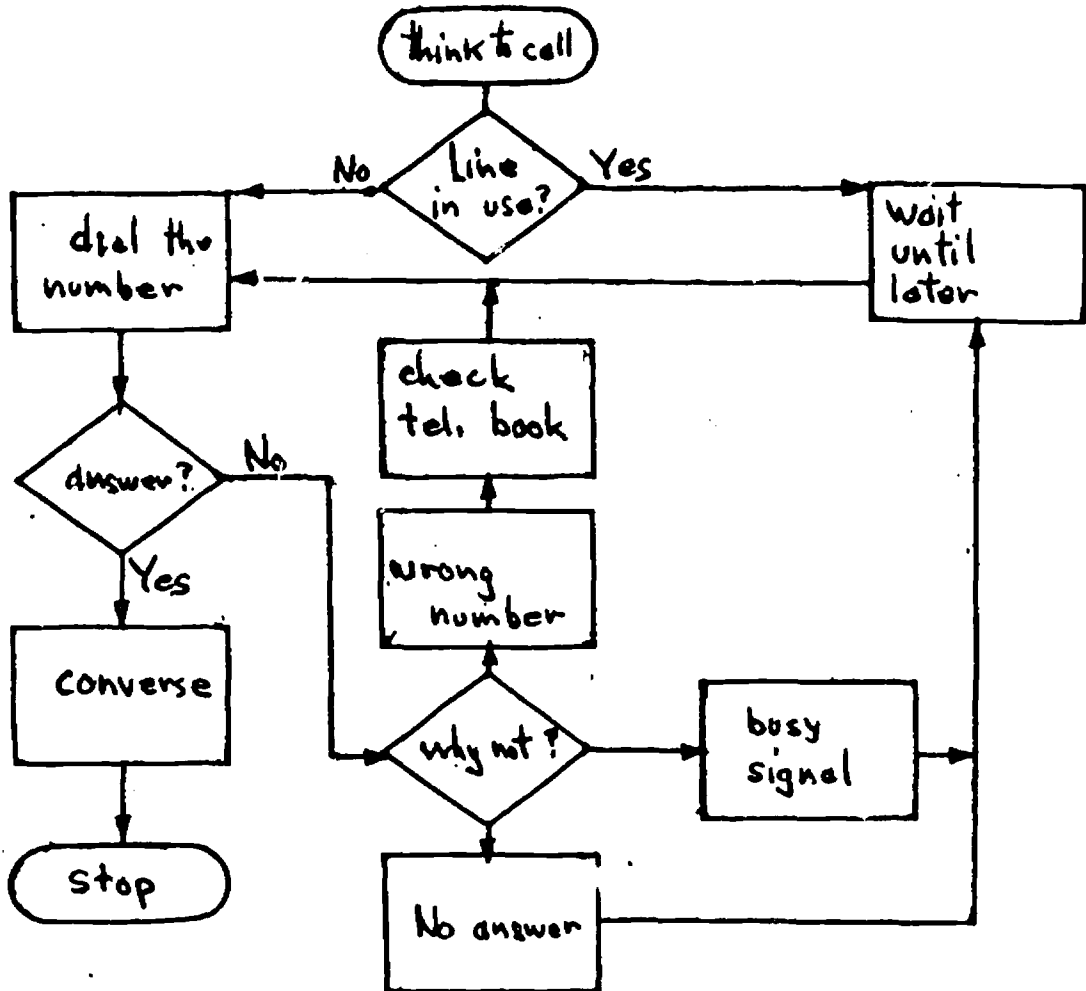 think to call
Line
in use?
No
Yes
dial the
number
wait
until
later
check
tel. book
answer?
No
wrong
number
Yes
converse
why not?
busy
signal
stop
No answer